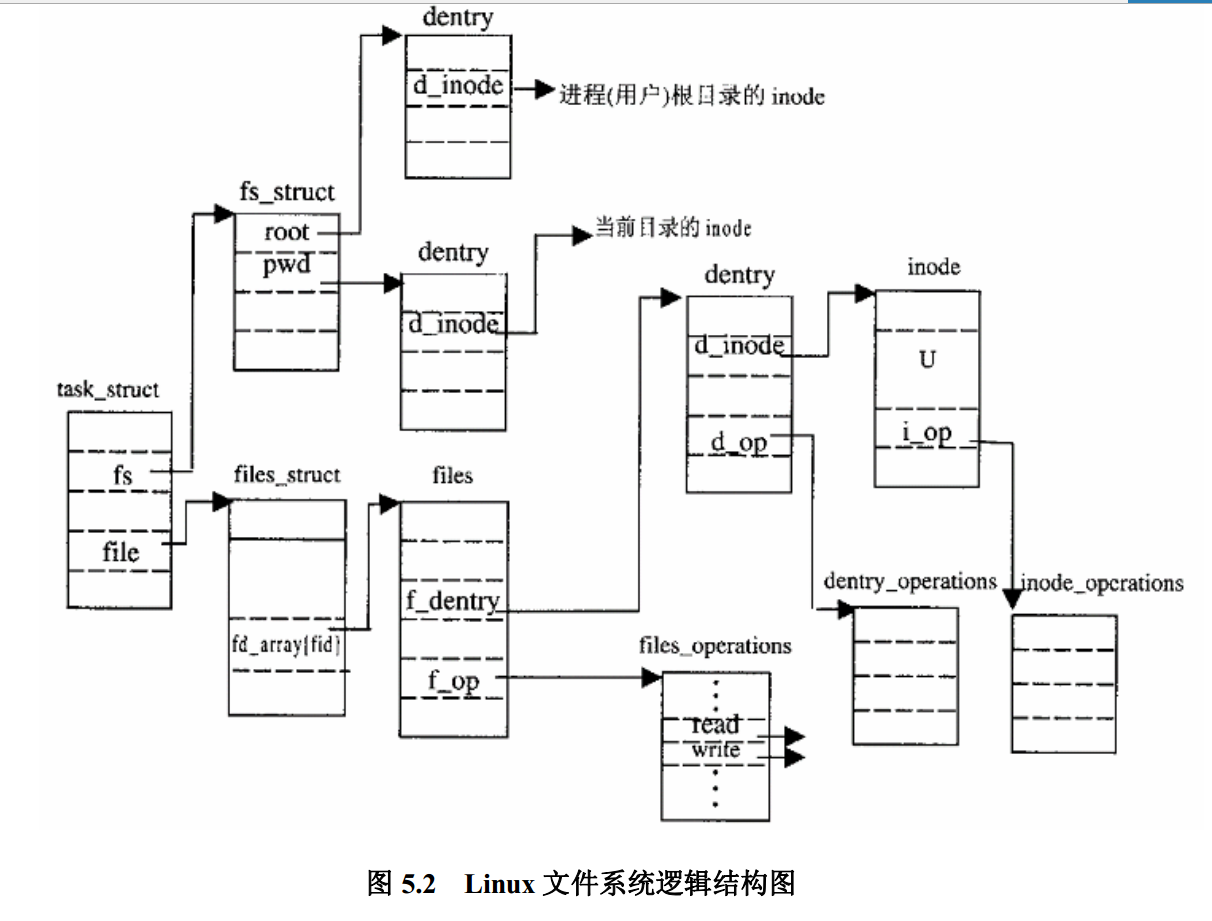 dentry
d_inode
进程(用户)根目录的 inode
fs_struct
root
pwd
当前目录的 inode
dentry
d_inode
dentry
d_inode
d_op
inode
U
i_op
task_struct
fs
file
files_struct
fd_array{fid}
files
f_dentry
f_op
files_operations
read
write
dentry_operations
inode_operations
图 5.2 Linux 文件系统逻辑结构图